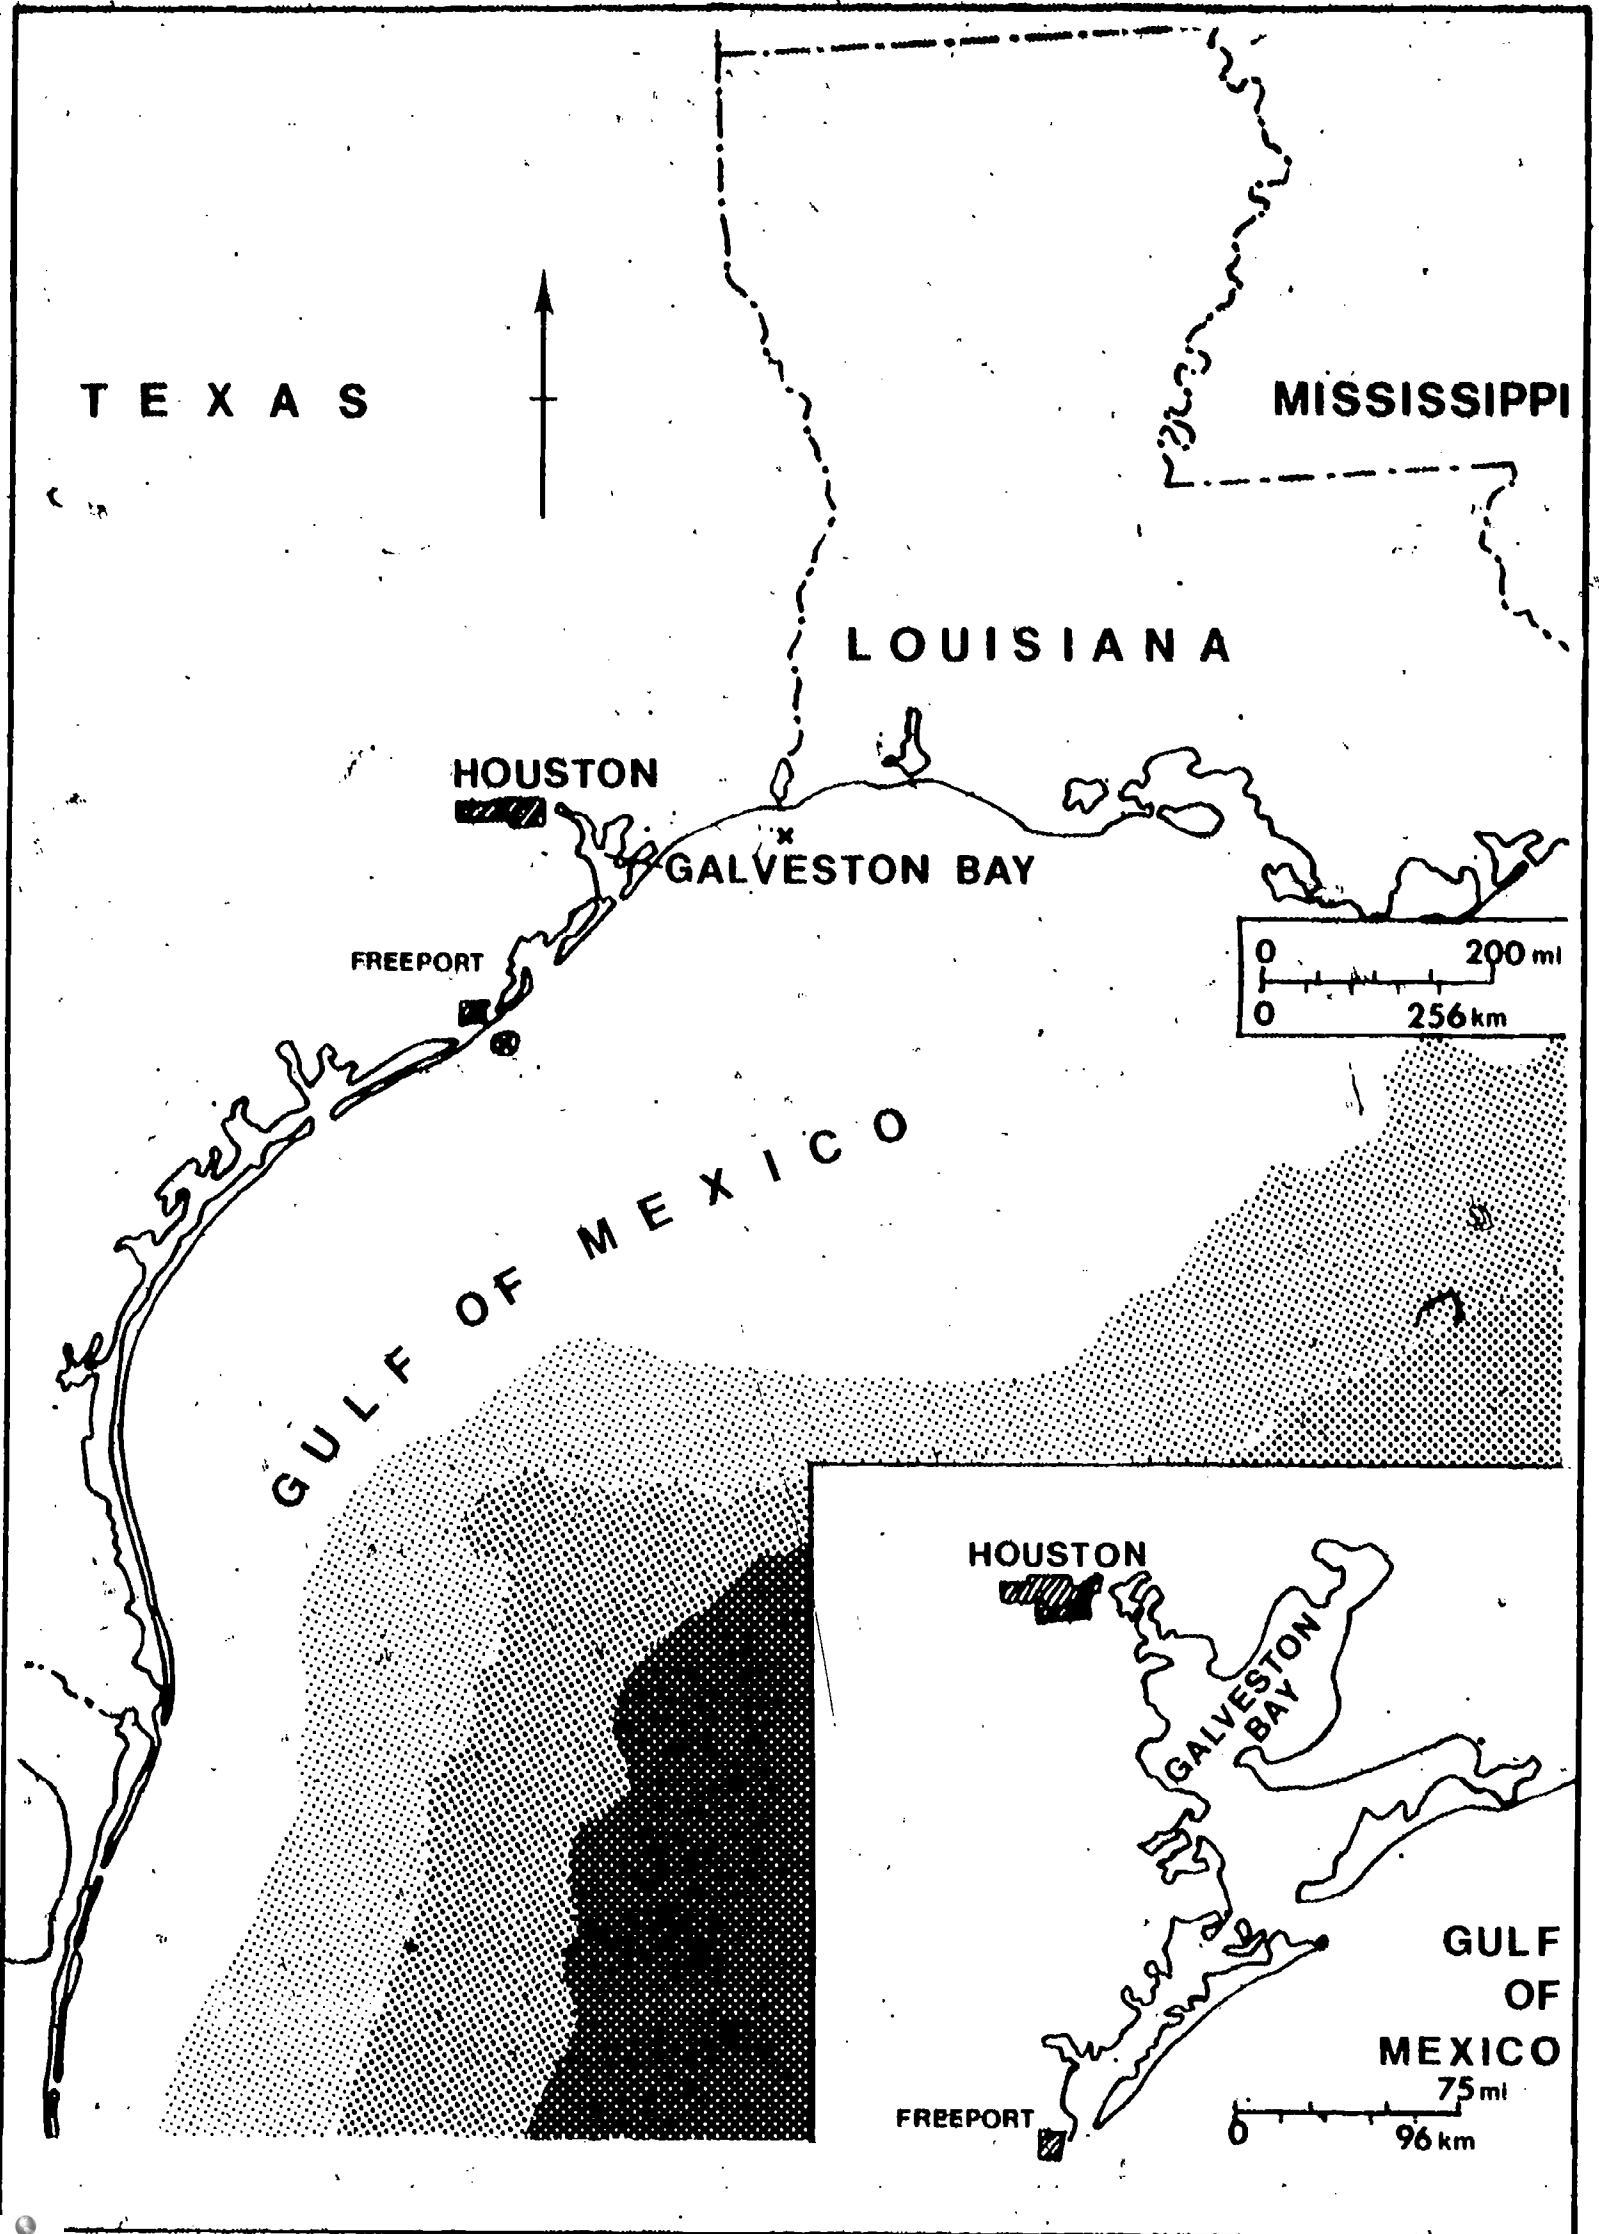 TEXAS
MISSISSIPPI
LOUISIANA
HOUSTON
x
GALVESTON BAY
FREEPORT
0 200 mi
0 256 km
GULF OF MEXICO
HOUSTON
GALVESTON
BAY
GULF
OF
MEXICO
75 mi
FREEPORT
0 96 km